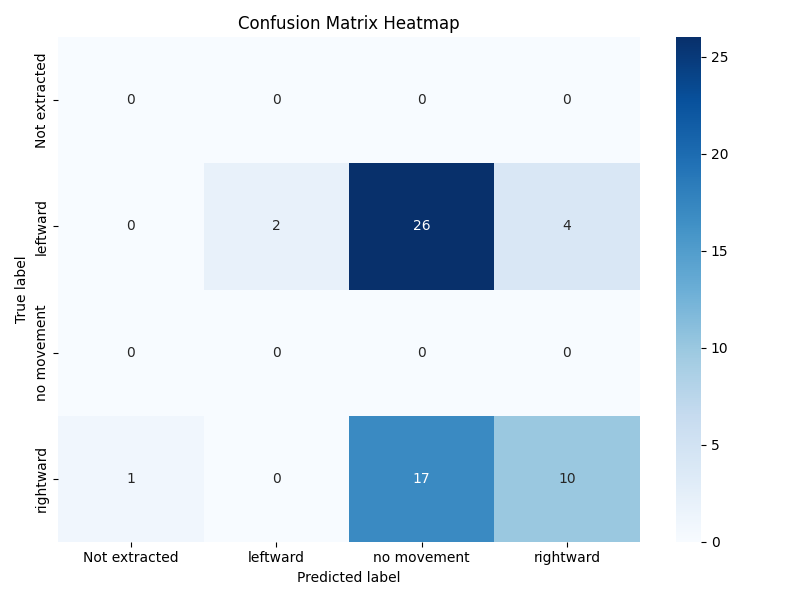 Confusion Matrix Heatmap
True label
Not extracted
0 0 0 0
leftward
0 2 26 4
no movement
0 0 0 0
rightward
1 0 17 10
Not extracted leftward no movement rightward
Predicted label
25
20
15
10
5
0